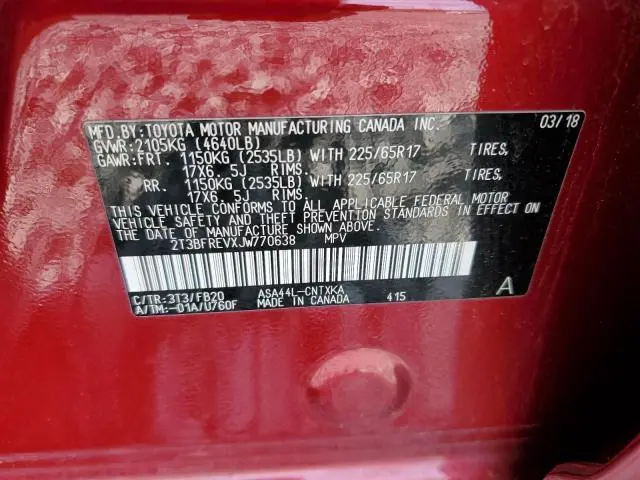 MFD.BY:TOYOTA MOTOR MANUFACTURING CANADA INC. 03/18
GVWR:2105KG (4640LB)
GAWR:FRT. 1150KG (2535LB) WITH 225/65R17 TIRES,
17X6. 5J RIMS.
RR. 1150KG (2535LB) WITH 225/65R17 TIRES,
17X6. 5J RIMS.
THIS VEHICLE CONFORMS TO ALL APPLICABLE FEDERAL MOTOR
VEHICLE SAFETY AND THEFT PREVENTION STANDARDS IN EFFECT ON
THE DATE OF MANUFACTURE SHOWN ABOVE.
2T3BFREVXJW770638 MPV
C/TR:3T3/FB20 ASA44L-CNTXKA 415 A
A/TM:-01A/U760F MADE IN CANADA